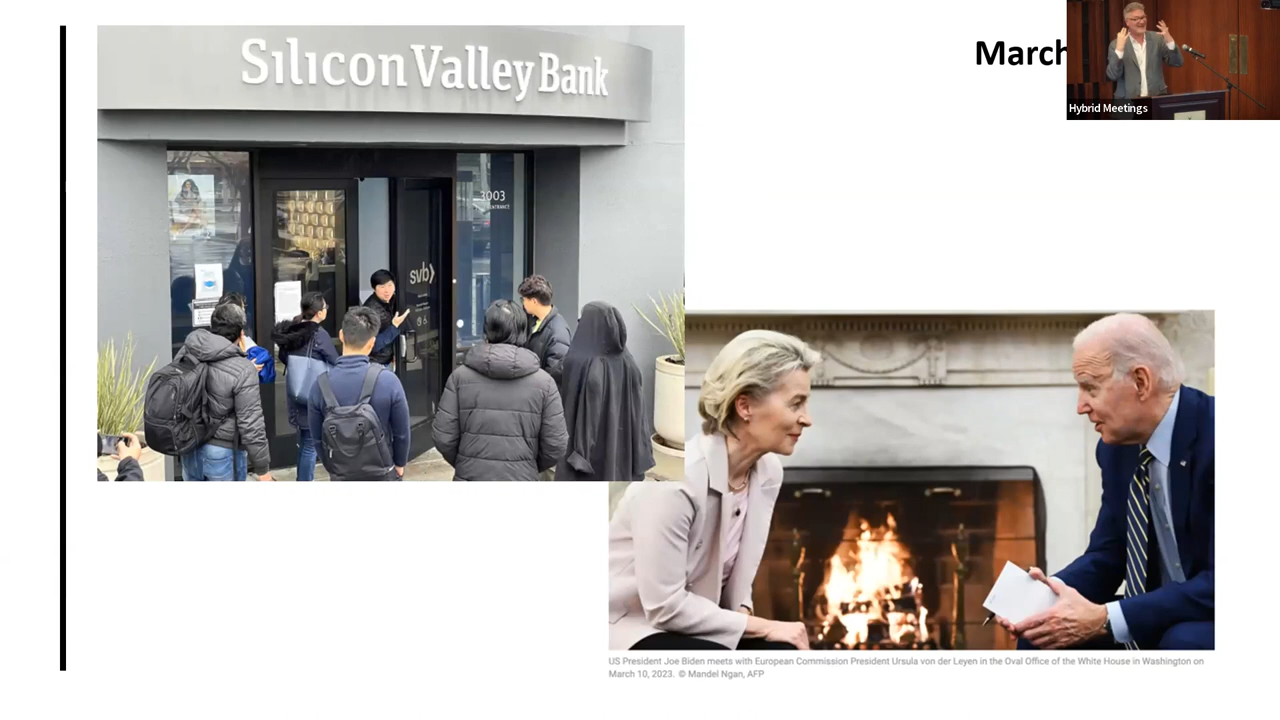 Silicon Valley Bank
March
Hybrid Meetings
3003
svb
US President Joe Biden meets with European Commission President Ursula von der Leyen in the Oval Office of the White House in Washington on
March 10, 2023. © Mandel Ngan, AFP